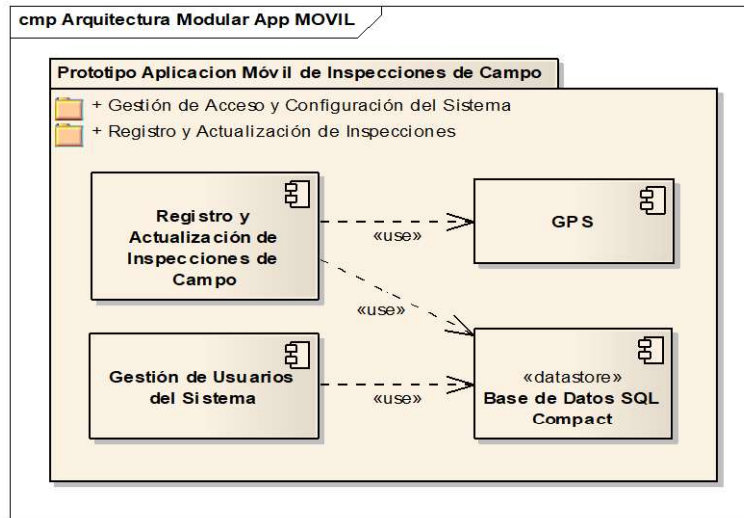 cmp Arquitectura Modular App MOVIL
Prototipo Aplicacion Móvil de Inspecciones de Campo
+ Gestión de Acceso y Configuración del Sistema
+ Registro y Actualización de Inspecciones
Registro y
Actualización de
Inspecciones de
Campo
«use»
GPS
«use»
Gestión de Usuarios
del Sistema
«use»
«datastore»
Base de Datos SQL
Compact